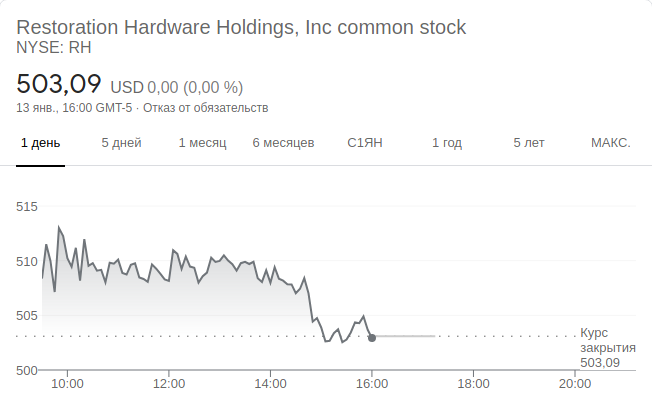 Restoration Hardware Holdings, Inc common stock
NYSE: RH
503,09 USD 0,00 (0,00 %)
13 янв., 16:00 GMT-5 · Отказ от обязательств
1 день 5 дней 1 месяц 6 месяцев С1ЯН 1 год 5 лет МАКС.
515
510
505
500
Курс
закрытия
503,09
10:00 12:00 14:00 16:00 18:00 20:00